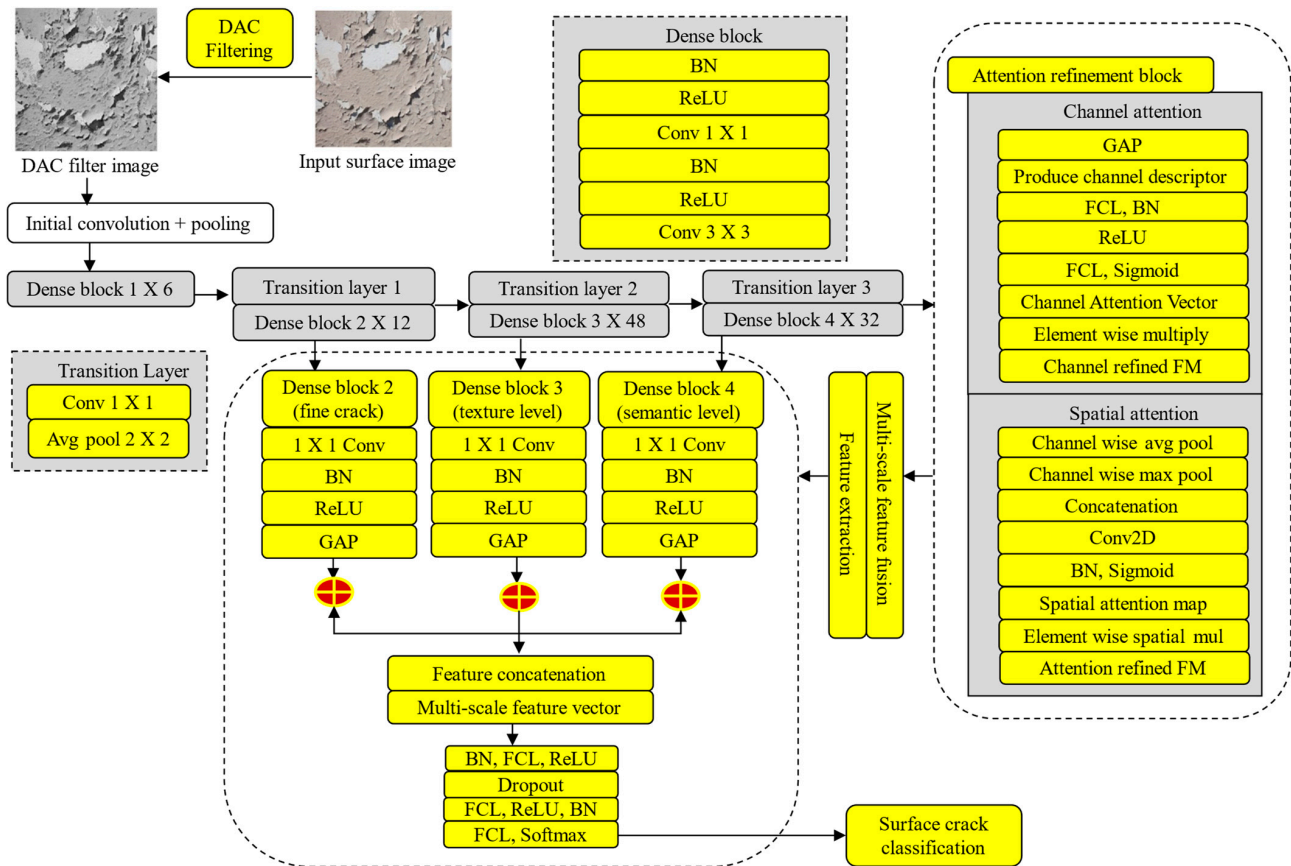 DAC
Filtering
DAC filter image
Input surface image
Initial convolution + pooling
Dense block 1 X 6
Transition layer 1
Dense block 2 X 12
Transition layer 2
Dense block 3 X 48
Transition layer 3
Dense block 4 X 32
Dense block
BN
ReLU
Conv 1 X 1
BN
ReLU
Conv 3 X 3
Transition Layer
Conv 1 X 1
Avg pool 2 X 2
Attention refinement block
Channel attention
GAP
Produce channel descriptor
FCL, BN
ReLU
FCL, Sigmoid
Channel Attention Vector
Element wise multiply
Channel refined FM
Spatial attention
Channel wise avg pool
Channel wise max pool
Concatenation
Conv2D
BN, Sigmoid
Spatial attention map
Element wise spatial mul
Attention refined FM
Multi-scale feature fusion
Feature extraction
Dense block 2
(fine crack)
1 X 1 Conv
BN
ReLU
GAP
Dense block 3
(texture level)
1 X 1 Conv
BN
ReLU
GAP
Dense block 4
(semantic level)
1 X 1 Conv
BN
ReLU
GAP
Feature concatenation
Multi-scale feature vector
BN, FCL, ReLU
Dropout
FCL, ReLU, BN
FCL, Softmax
Surface crack
classification